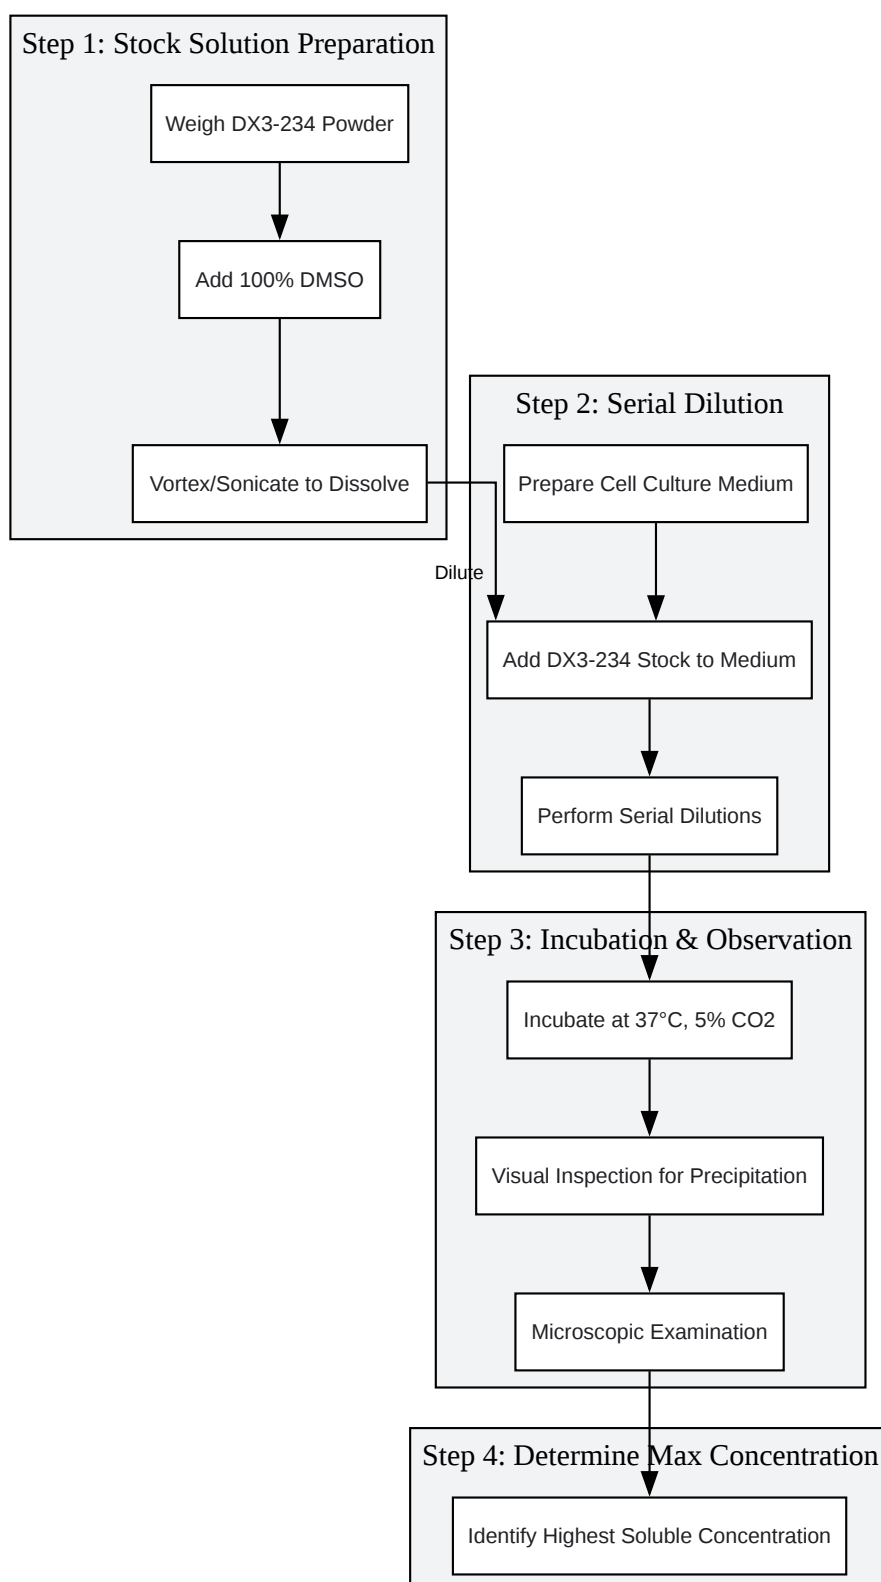 Step 1: Stock Solution Preparation
Weigh DX3-234 Powder
Add 100% DMSO
Vortex/Sonicate to Dissolve
Dilute
Step 2: Serial Dilution
Prepare Cell Culture Medium
Add DX3-234 Stock to Medium
Perform Serial Dilutions
Step 3: Incubation & Observation
Incubate at 37°C, 5% CO2
Visual Inspection for Precipitation
Microscopic Examination
Step 4: Determine Max Concentration
Identify Highest Soluble Concentration